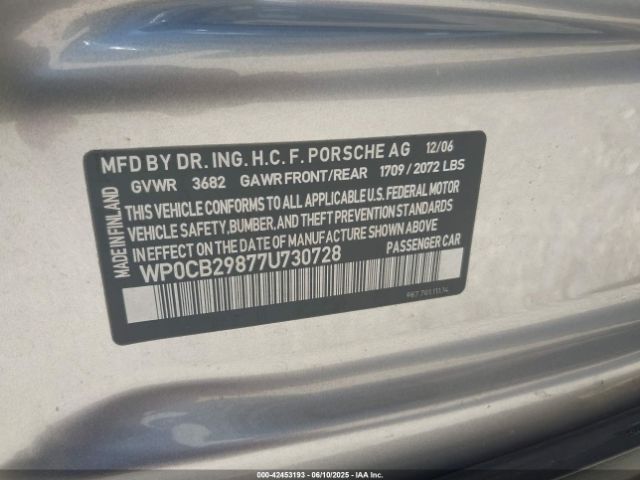 MFD BY DR. ING. H.C. F. PORSCHE AG 12/06
GVWR 3682 GAWR FRONT/REAR 1709 / 2072 LBS
THIS VEHICLE CONFORMS TO ALL APPLICABLE U.S. FEDERAL MOTOR
VEHICLE SAFETY, BUMPER, AND THEFT PREVENTION STANDARDS
IN EFFECT ON THE DATE OF MANUFACTURE SHOWN ABOVE
WP0CB29877U730728 PASSENGER CAR
MADE IN FINLAND
000-42453193 - 06/10/2025 - IAA Inc.